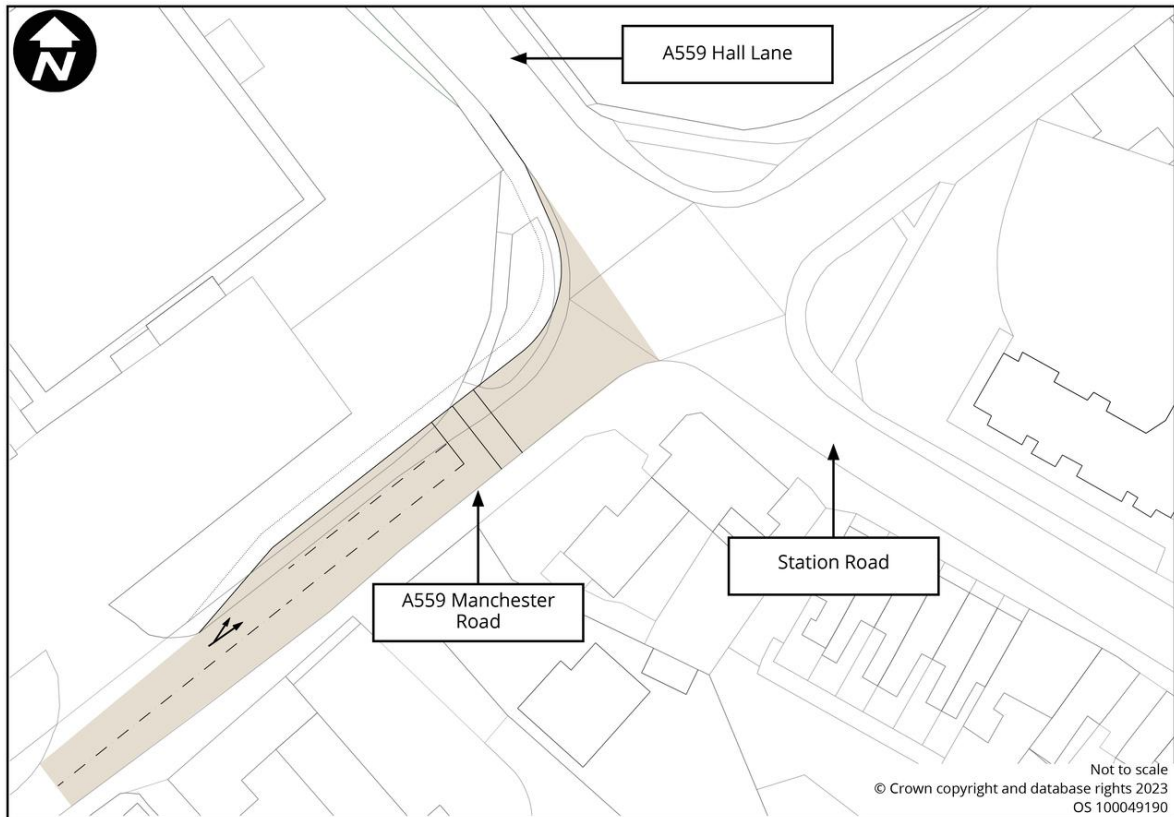 N
A559 Hall Lane
Station Road
A559 Manchester
Road
Not to scale
© Crown copyright and database rights 2023
OS 100049190